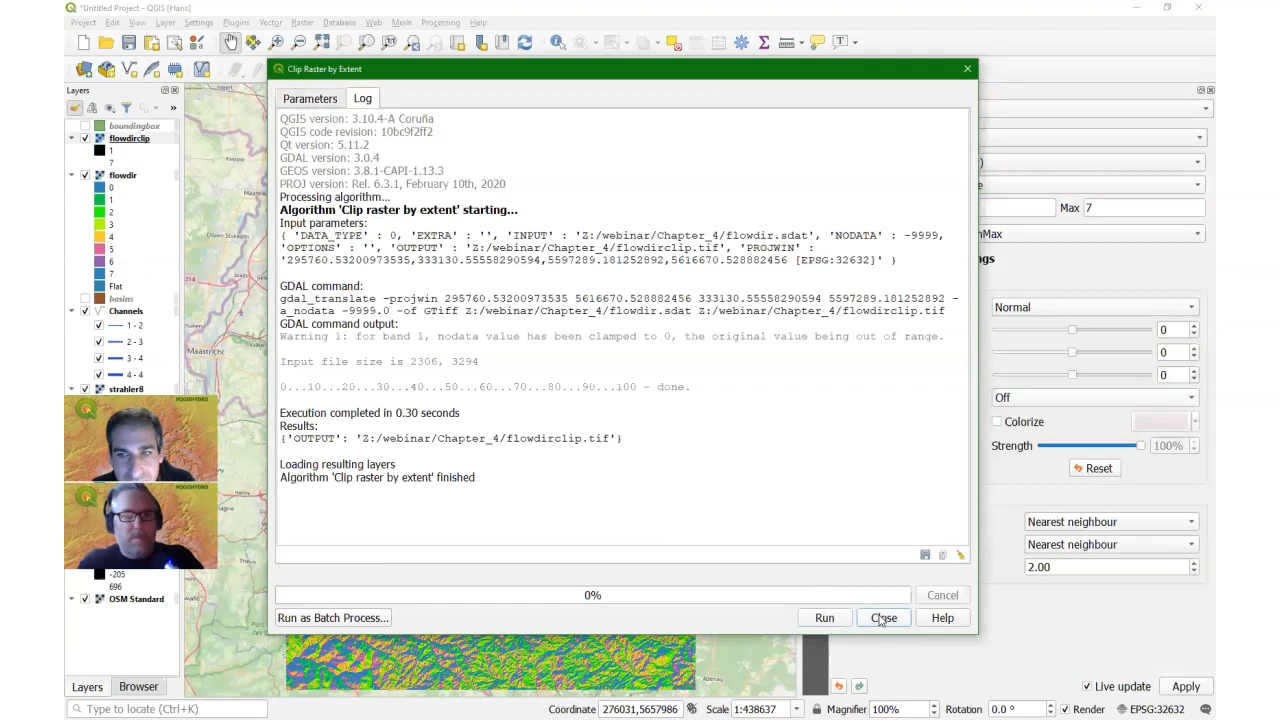 *Untitled Project - QGIS [Hans]
Project Edit View Layer Settings Plugins Vector Raster Database Web Mesh Processing Help
Layers
boundingbox
flowdirclip
1
7
flowdir
0
1
2
3
4
5
6
7
Flat
basins
Channels
1 - 2
2 - 3
3 - 4
4 - 4
strahler8
#QGISHYDRO
#QGISHYDRO
-205
696
OSM Standard
Layers Browser
Clip Raster by Extent
Parameters Log
QGIS version: 3.10.4-A Coruña
QGIS code revision: 10bc9f2ff2
Qt version: 5.11.2
GDAL version: 3.0.4
GEOS version: 3.8.1-CAPI-1.13.3
PROJ version: Rel. 6.3.1, February 10th, 2020
Processing algorithm...
Algorithm 'Clip raster by extent' starting...
Input parameters:
{ 'DATA_TYPE' : 0, 'EXTRA' : '', 'INPUT' : 'Z:/webinar/Chapter_4/flowdir.sdat', 'NODATA' : -9999,
'OPTIONS' : '', 'OUTPUT' : 'Z:/webinar/Chapter_4/flowdirclip.tif', 'PROJWIN' :
'295760.53200973535,333130.55558290594,5597289.181252892,5616670.528882456 [EPSG:32632]' }
GDAL command:
gdal_translate -projwin 295760.53200973535 5616670.528882456 333130.55558290594 5597289.181252892 -
a_nodata -9999.0 -of GTiff Z:/webinar/Chapter_4/flowdir.sdat Z:/webinar/Chapter_4/flowdirclip.tif
GDAL command output:
Warning 1: for band 1, nodata value has been clamped to 0, the original value being out of range.
Input file size is 2306, 3294
0...10...20...30...40...50...60...70...80...90...100 - done.
Execution completed in 0.30 seconds
Results:
{'OUTPUT': 'Z:/webinar/Chapter_4/flowdirclip.tif'}
Loading resulting layers
Algorithm 'Clip raster by extent' finished
0%
Cancel
Run as Batch Process...
Run Close Help
Max 7
Normal
0
0
0
Off
Colorize
Strength 100%
Reset
Nearest neighbour
Nearest neighbour
2.00
Live update Apply
Maastricht
Adenau
Type to locate (Ctrl+K)
Coordinate 276031,5657986 Scale 1:438637 Magnifier 100% Rotation 0.0 ° Render EPSG:32632